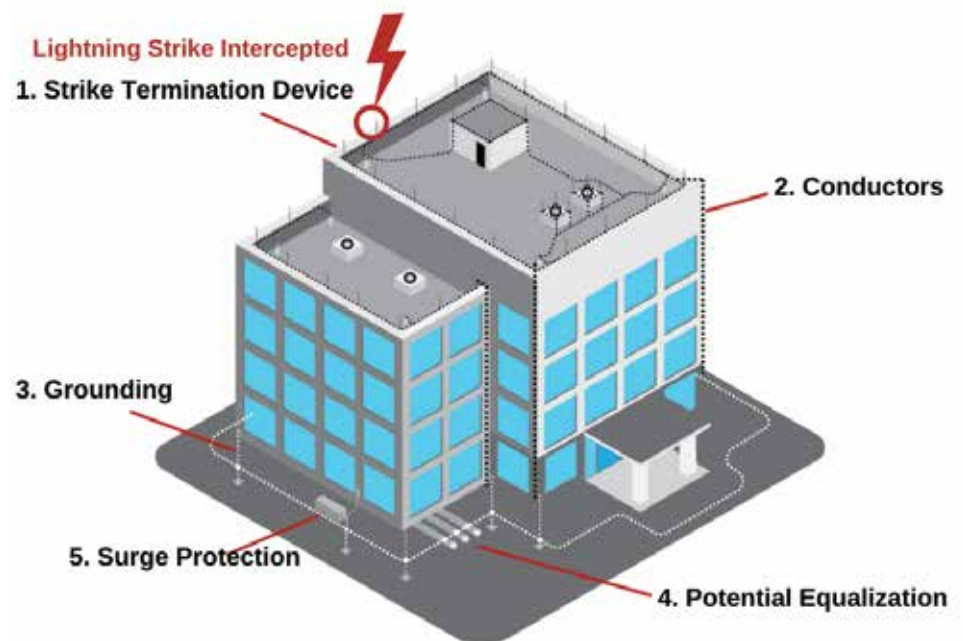 Lightning Strike Intercepted
1. Strike Termination Device
2. Conductors
3. Grounding
5. Surge Protection
4. Potential Equalization